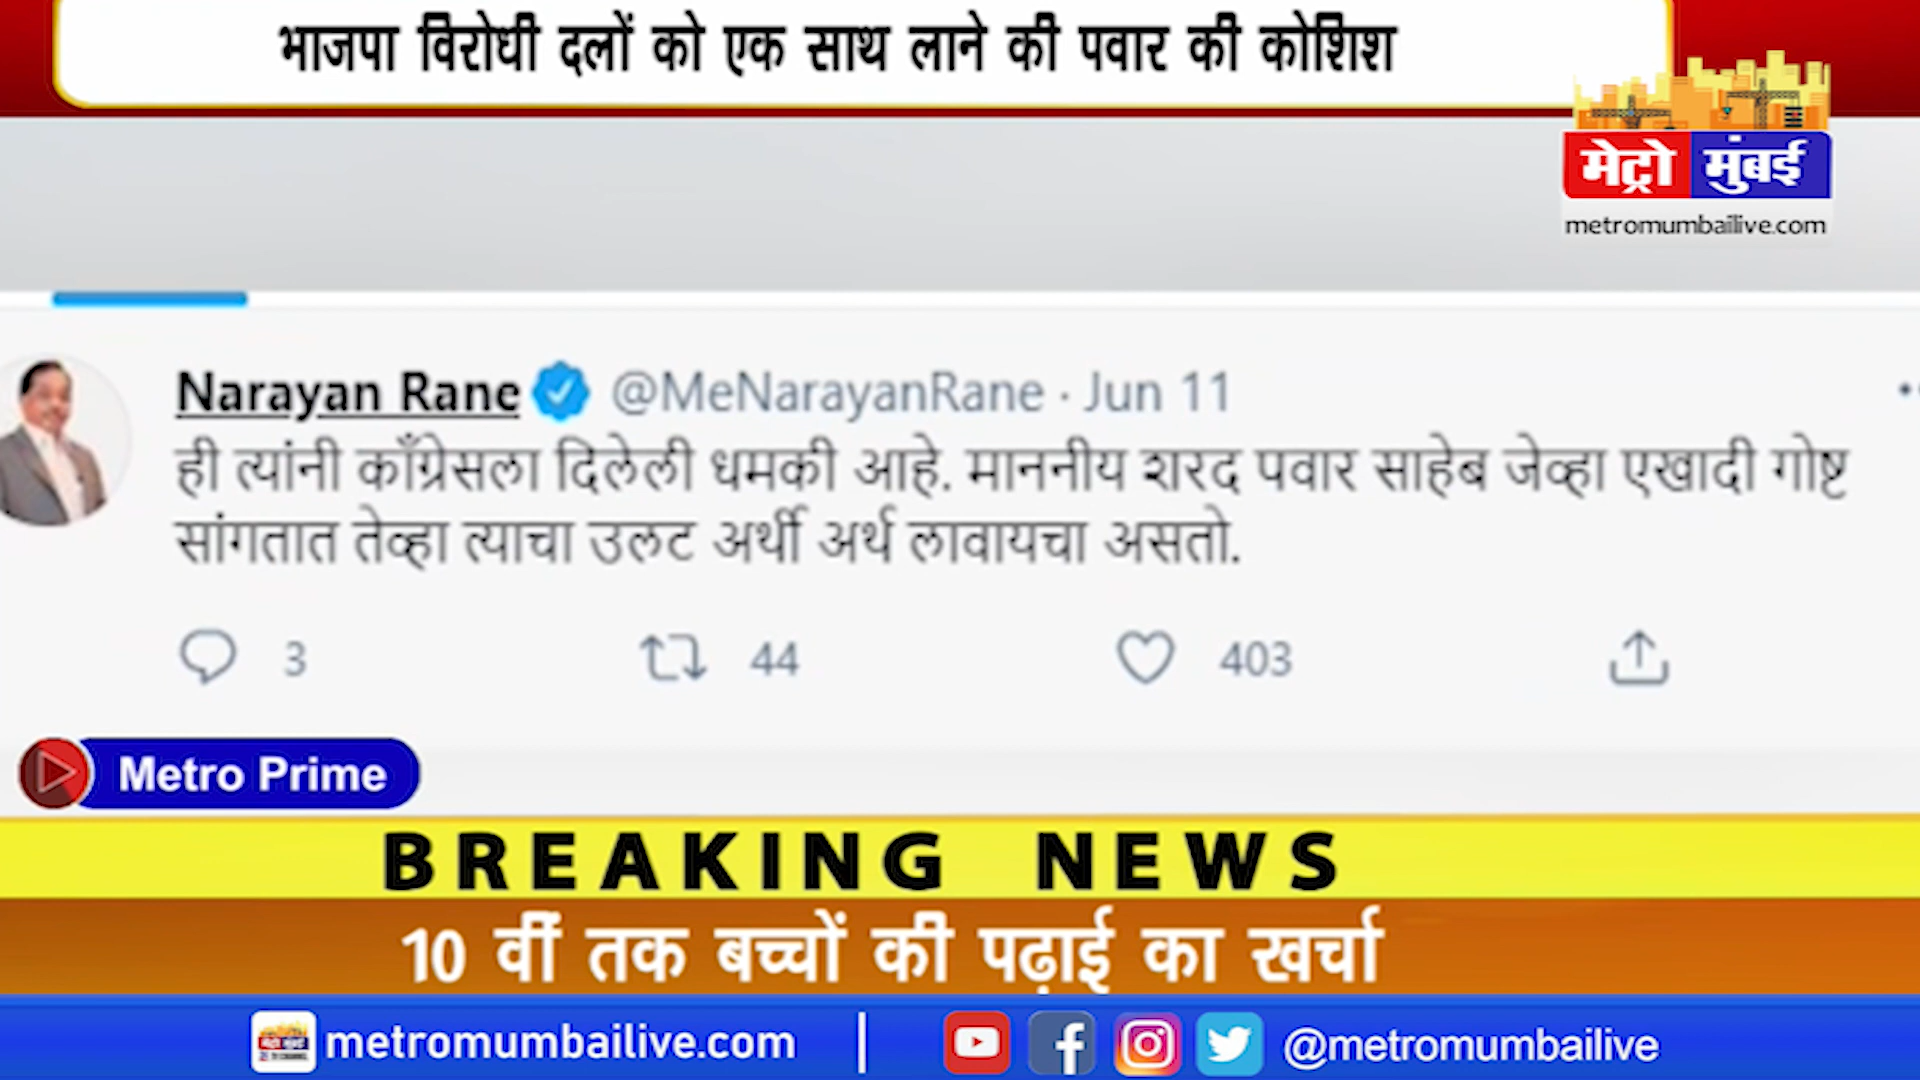 भाजपा विरोधी दलों को एक साथ लाने की पवार की कोशिश
मेट्रो मुंबई
metromumbailive.com
Narayan Rane @MeNarayanRane · Jun 11
ही त्यांनी काँग्रेसला दिलेली धमकी आहे. माननीय शरद पवार साहेब जेव्हा एखादी गोष्ट
सांगतात तेव्हा त्याचा उलट अर्थी अर्थ लावायचा असतो.
3 44 403
Metro Prime
BREAKING NEWS
10 वीं तक बच्चों की पढ़ाई का खर्चा
metromumbailive.com | @metromumbailive